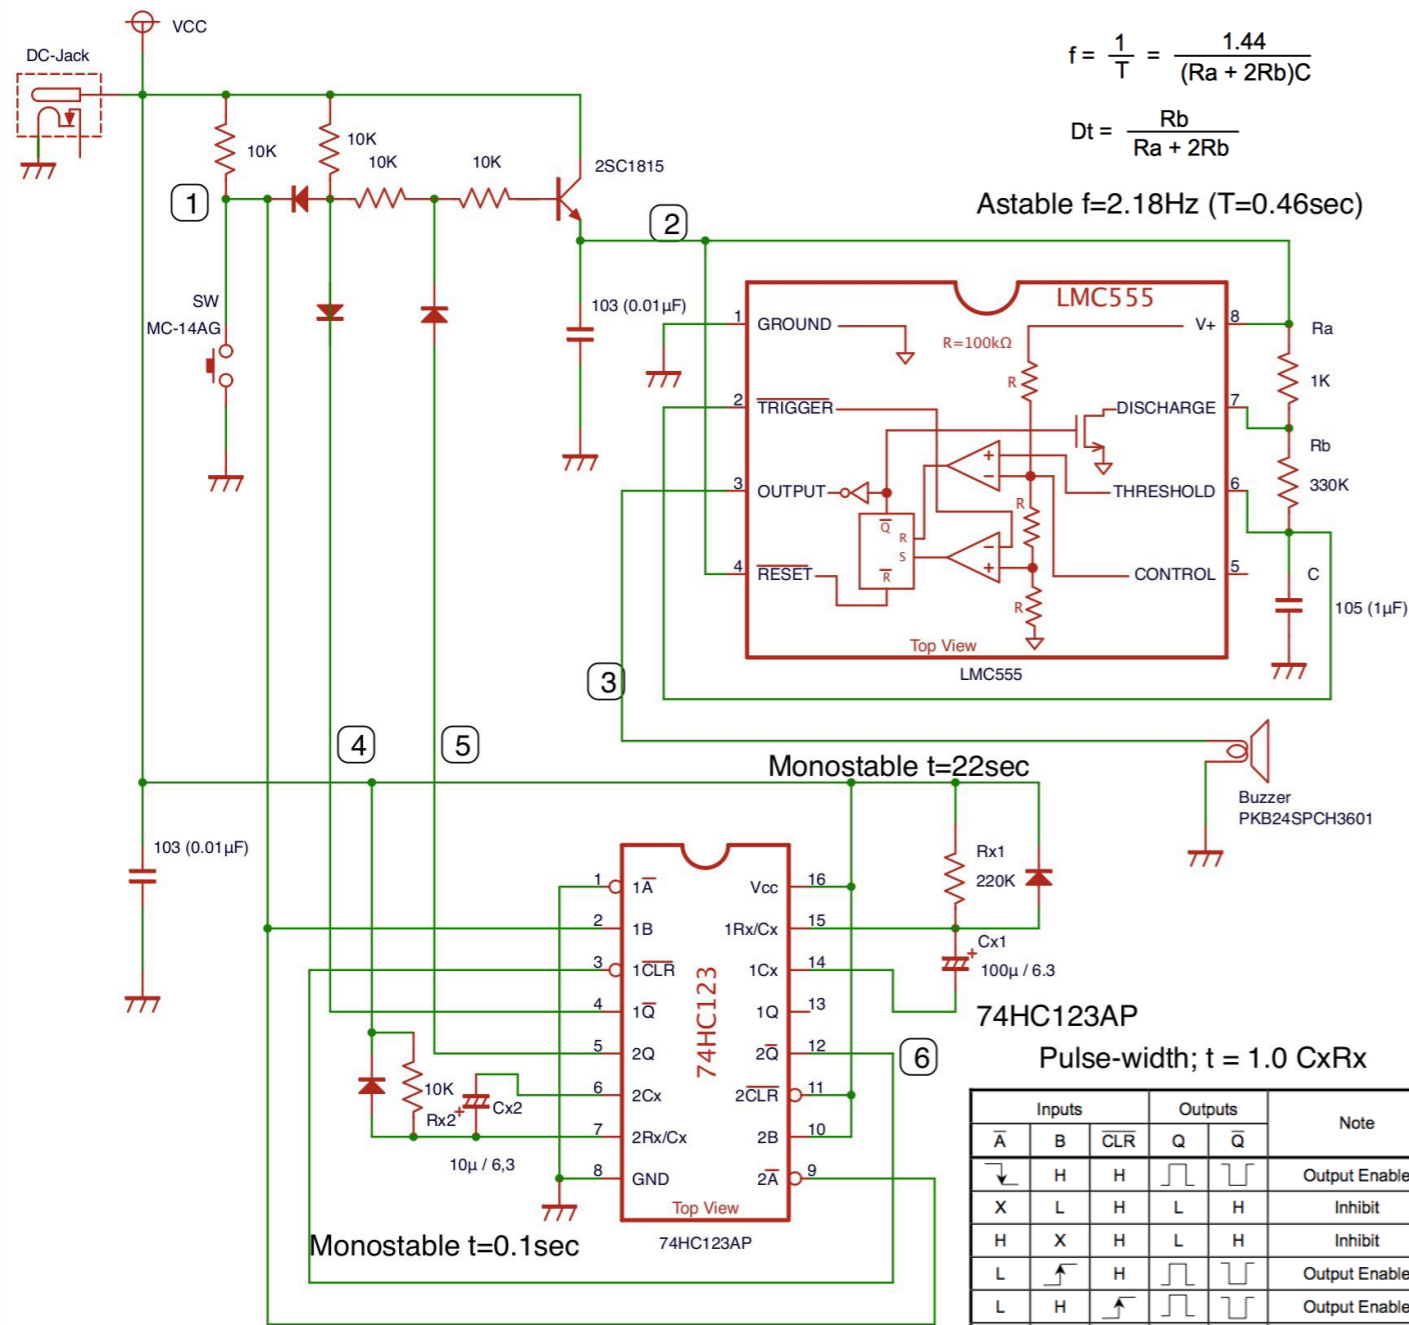 VCC
DC-Jack
f = 1/T = 1.44/(Ra + 2Rb)C
Dt = Rb/Ra + 2Rb
Astable f=2.18Hz (T=0.46sec)
10K
10K
10K
10K
2SC1815
1
2
SW
MC-14AG
103 (0.01µF)
LMC555
1 GROUND
R=100kΩ
V+ 8
Ra
1K
R
2 TRIGGER
DISCHARGE 7
Rb
330K
+
−
3 OUTPUT
THRESHOLD 6
R
Q
R
S
−
+
R
4 RESET
CONTROL 5
R
C
105 (1µF)
Top View
LMC555
3
4
5
Monostable t=22sec
Buzzer
PKB24SPCH3601
103 (0.01µF)
Rx1
220K
1 1A
Vcc 16
2 1B
1Rx/Cx 15
Cx1
+
100µ / 6.3
3 1CLR
1Cx 14
4 1Q
1Q 13
74HC123
5 2Q
2Q 12
6
6 2Cx
2CLR 11
7 2Rx/Cx
2B 10
8 GND
2A 9
10K
Rx2
+
Cx2
10µ / 6,3
Top View
74HC123AP
Monostable t=0.1sec
74HC123AP
Pulse-width; t = 1.0 CxRx
Inputs Outputs Note
A B CLR Q Q
H H Output Enable
X L H L H Inhibit
H X H L H Inhibit
L H Output Enable
L H Output Enable